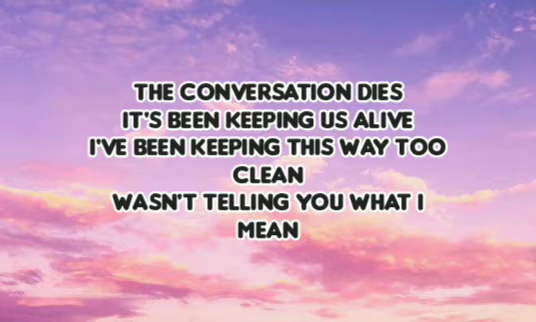 THE CONVERSATION DIES
IT'S BEEN KEEPING US ALIVE
I'VE BEEN KEEPING THIS WAY TOO
CLEAN
WASN'T TELLING YOU WHAT I
MEAN